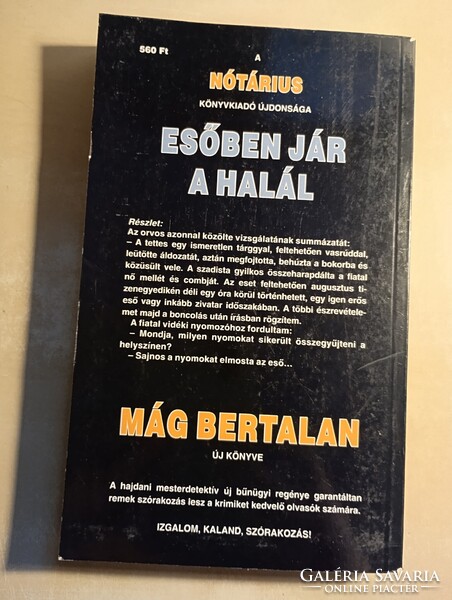 560 Ft
A
NÓTÁRIUS
KÖNYVKIADÓ ÚJDONSÁGA
ESŐBEN JÁR
A HALÁL
Részlet:
Az orvos azonnal közölte vizsgálatának summázatát:
– A tettes egy ismeretlen tárggyal, feltehetően vasrúddal,
leütötte áldozatát, aztán megfojtotta, behúzta a bokorba és
közüsült vele. A szadista gyilkos összeharapdálta a fiatal
nő mellét és combját. Az eset feltehetően augusztus ti-
zenegyedikén déli egy óra körül történhetett, egy igen erős
eső vagy inkább zivatar időszakában. A többi észrevétele-
met majd a boncolás után írásban rögzítem.
A fiatal vidéki nyomozóhoz fordultam:
– Mondja, milyen nyomokat sikerült összegyűjteni a
helyszínen?
– Sajnos a nyomokat elmosta az eső...
MÁG BERTALAN
ÚJ KÖNYVE
A hajdani mesterdetektív új bűnügyi regénye garantáltan
remek szórakozás lesz a krimiket kedvelő olvasók számára.
IZGALOM, KALAND, SZÓRAKOZÁS!
GALÉRIA SAVARIA
ONLINE PIACTÉR